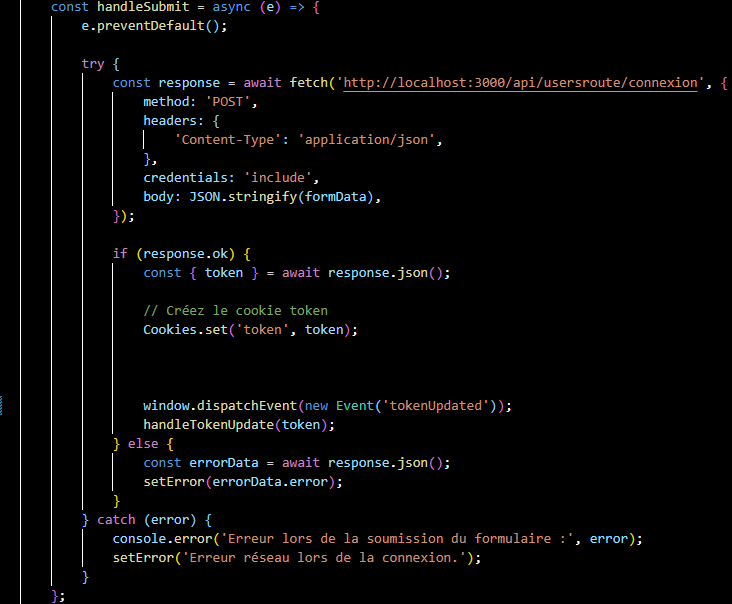 const handleSubmit = async (e) => {
e.preventDefault();
try {
const response = await fetch('http://localhost:3000/api/usersroute/connexion', {
method: 'POST',
headers: {
'Content-Type': 'application/json',
},
credentials: 'include',
body: JSON.stringify(formData),
});
if (response.ok) {
const { token } = await response.json();
// Créez le cookie token
Cookies.set('token', token);
window.dispatchEvent(new Event('tokenUpdated'));
handleTokenUpdate(token);
} else {
const errorData = await response.json();
setError(errorData.error);
}
} catch (error) {
console.error('Erreur lors de la soumission du formulaire :', error);
setError('Erreur réseau lors de la connexion.');
}
};